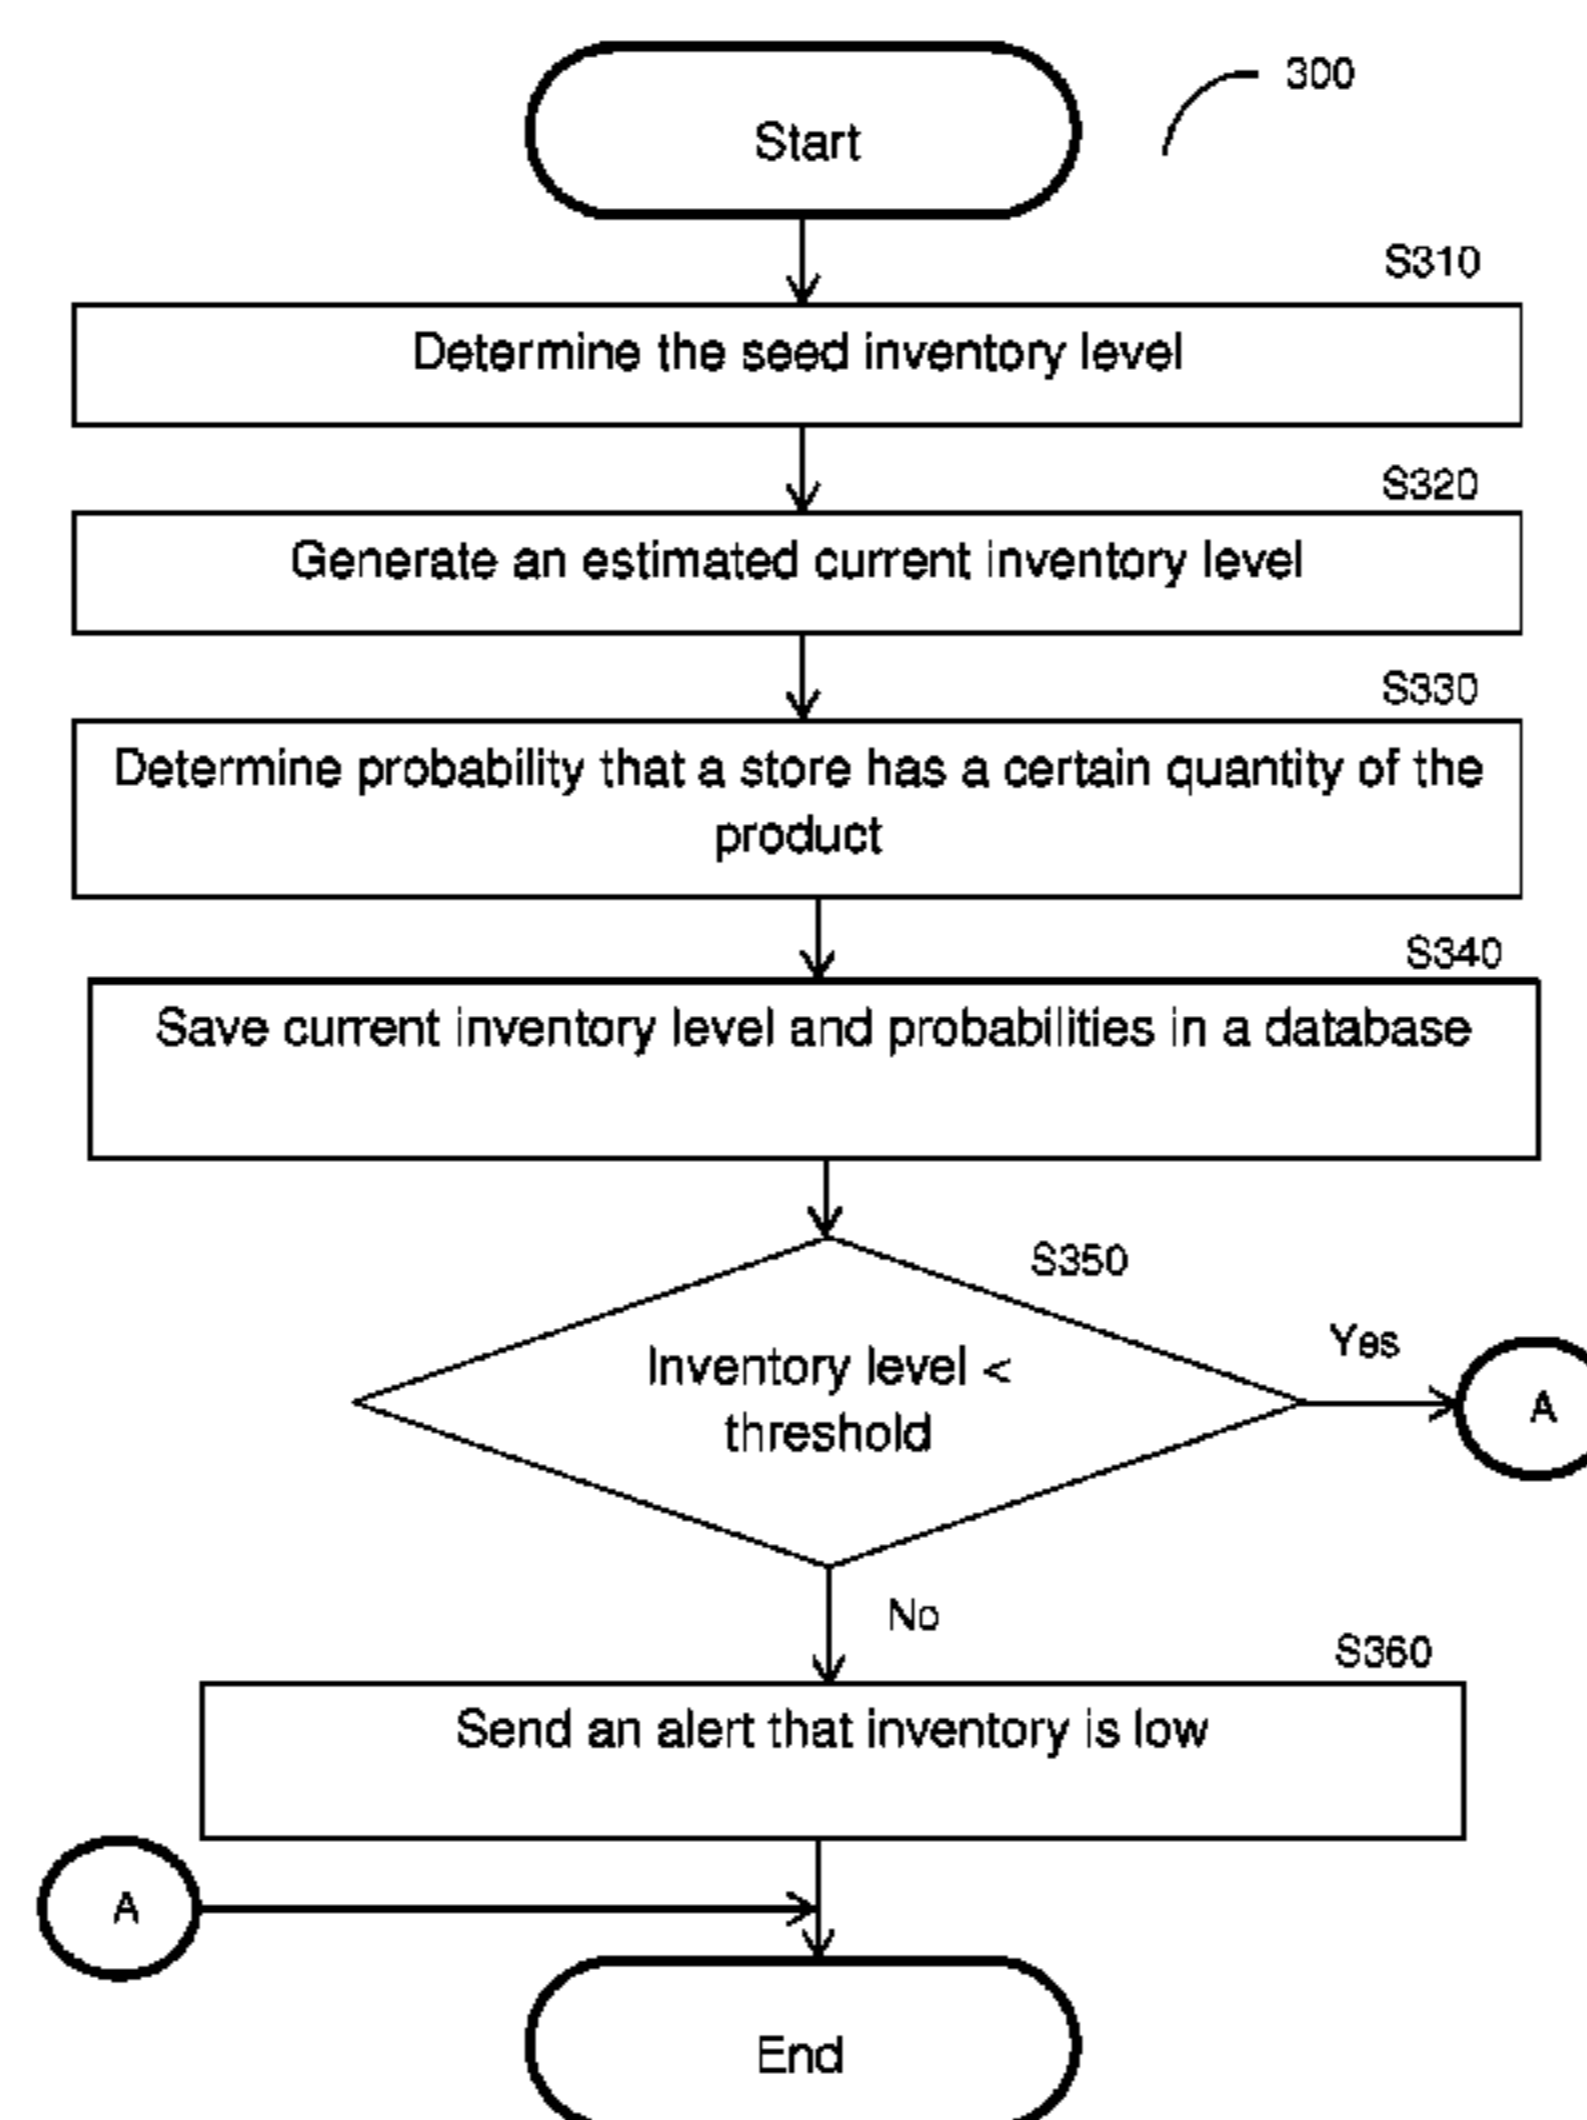 300
Start
S310
Determine the seed inventory level
S320
Generate an estimated current inventory level
S330
Determine probability that a store has a certain quantity of the
product
S340
Save current inventory level and probabilities in a database
S350
Inventory level <
threshold
Yes
A
No
S360
Send an alert that inventory is low
A
End